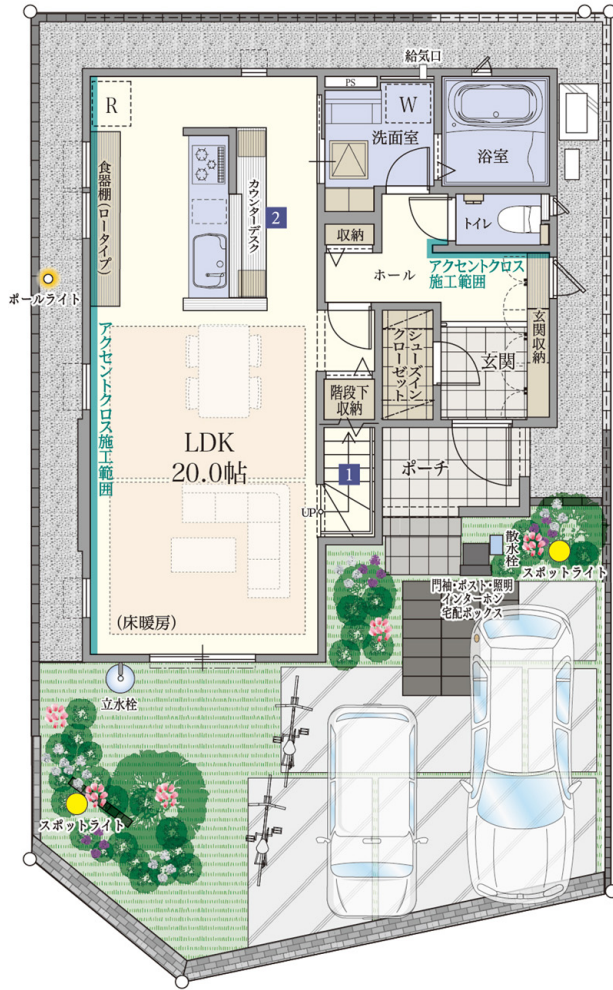 給気口
PS
R
W
洗面室
浴室
食器棚(ロータイプ)
カウンターデスク
2
トイレ
収納
ホール
アクセントクロス
施工範囲
ポールライト
玄関収納
シューズイン
クローゼット
玄関
アクセントクロス施工範囲
階段下
収納
LDK
20.0帖
1
ポーチ
UP
散水栓
スポットライト
門袖・ポスト・照明
インターホン
宅配ボックス
(床暖房)
立水栓
スポットライト